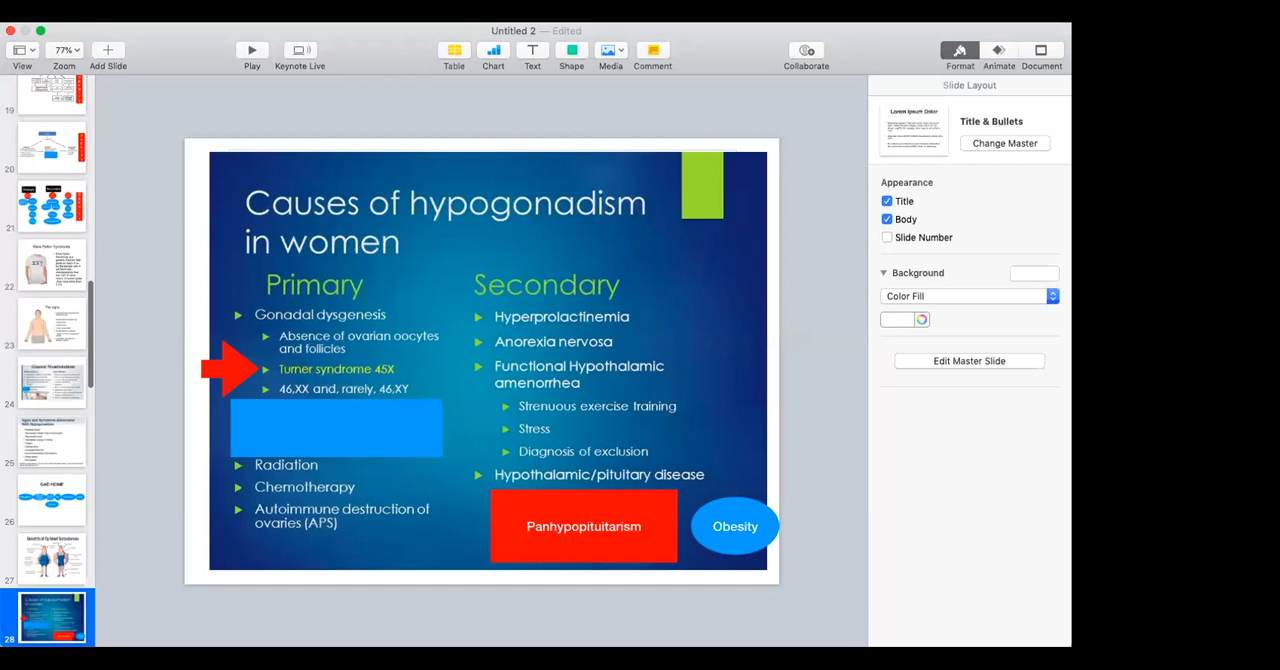 Untitled 2 — Edited
77%
View
Zoom
Add Slide
Play
Keynote Live
Table
Chart
Text
Shape
Media
Comment
Collaborate
Format
Animate
Document
19
20
21
22
23
24
25
26
27
28
GAE-HOME
Causes of hypogonadism
in women
Primary
Gonadal dysgenesis
Absence of ovarian oocytes
and follicles
Turner syndrome 45X
46,XX and, rarely, 46,XY
Radiation
Chemotherapy
Autoimmune destruction of
ovaries (APS)
Secondary
Hyperprolactinemia
Anorexia nervosa
Functional Hypothalamic
amenorrhea
Strenuous exercise training
Stress
Diagnosis of exclusion
Hypothalamic/pituitary disease
Panhypopituitarism
Obesity
Slide Layout
Lorem Ipsum Dolor
Title & Bullets
Change Master
Appearance
Title
Body
Slide Number
Background
Color Fill
Edit Master Slide